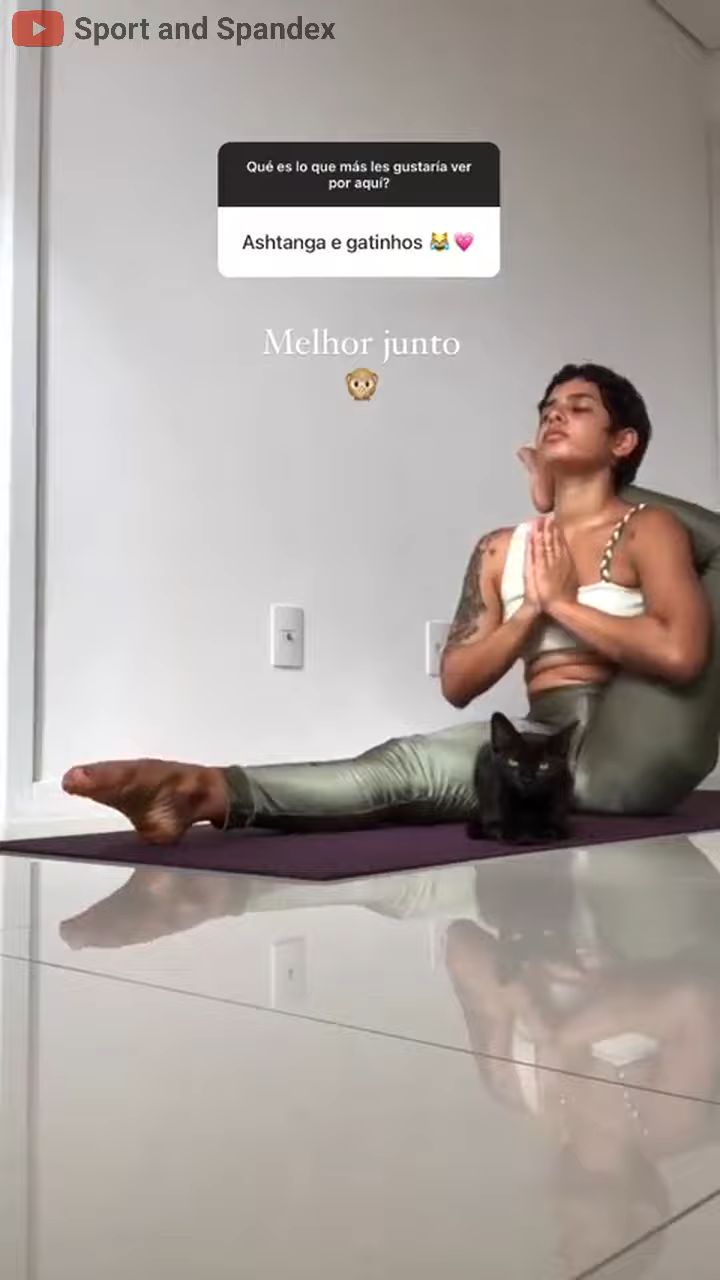 Sport and Spandex
Qué es lo que más les gustaría ver
por aquí?
Ashtanga e gatinhos 😹💗
Melhor junto
🙊